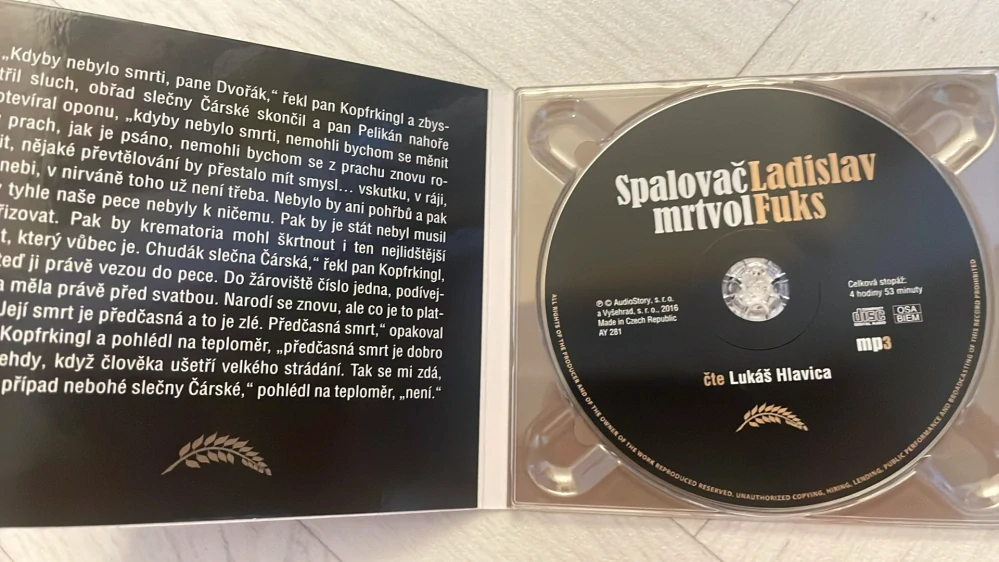 „Kdyby nebylo smrti, pane Dvořák,“ řekl pan Kopfrkingl a zbys-
třil sluch, obřad slečny Čárské skončil a pan Pelikán nahoře
otevíral oponu, „kdyby nebylo smrti, nemohli bychom se měnit
prach, jak je psáno, nemohli bychom se z prachu znovu ro-
it, nějaké převtělování by přestalo mít smysl... vskutku, v ráji,
nebi, v nirváně toho už není třeba. Nebylo by ani pohřbů a pak
tyhle naše pece nebyly k ničemu. Pak by je stát nebyl musil
řizovat. Pak by krematoria mohl škrtnout i ten nejlidštější
t, který vůbec je. Chudák slečna Čárská,“ řekl pan Kopfrkingl,
teď ji právě vezou do pece. Do žároviště číslo jedna, podívej-
a měla právě před svatbou. Narodí se znovu, ale co je to plat-
Její smrt je předčasná a to je zlé. Předčasná smrt,“ opakoval
Kopfrkingl a pohlédl na teploměr, „předčasná smrt je dobro
ehdy, když člověka ušetří velkého strádání. Tak se mi zdá,
případ nebohé slečny Čárské,“ pohlédl na teploměr, „není.“
Spalovač Ladislav
mrtvol Fuks
℗ © AudioStory, s. r. o.
a Vyšehrad, s. r. o., 2016
Made in Czech Republic
AY 281
Celková stopáž:
4 hodiny 53 minuty
COMPACT
disc
DIGITAL AUDIO
OSA
BIEM
mp3
čte Lukáš Hlavica
ALL RIGHTS OF THE PRODUCER AND OF THE OWNER OF THE WORK REPRODUCED RESERVED. UNAUTHORIZED COPYING, HIRING, LENDING, PUBLIC PERFORMANCE AND BROADCASTING OF THIS RECORD PROHIBITED